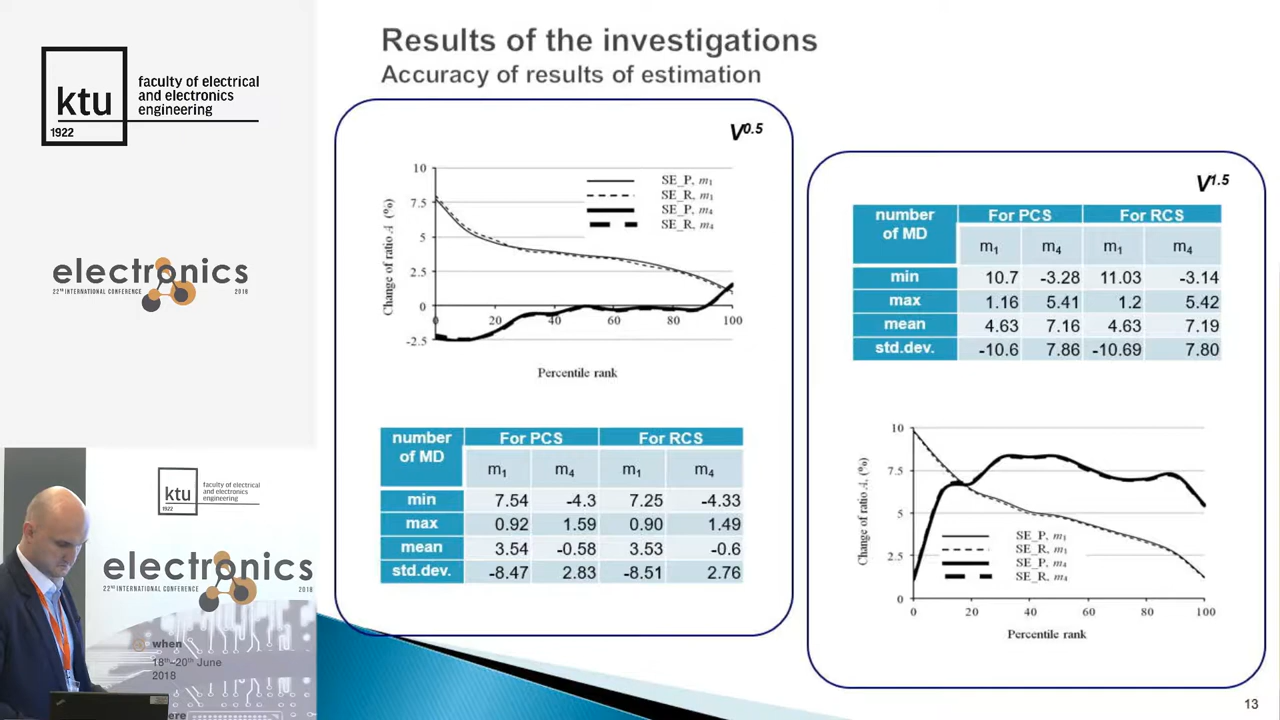 ktu
1922
faculty of electrical
and electronics
engineering
electronics
22ND INTERNATIONAL CONFERENCE 2018
ktu
1922
faculty of electrical
and electronics
engineering
electronics
22ND INTERNATIONAL CONFERENCE 2018
when
18th–20th June
2018
Results of the investigations
Accuracy of results of estimation
V0.5
Change of ratio A (%)
10
7.5
5
2.5
0
-2.5
0 20 40 60 80 100
Percentile rank
SE_P, m1
SE_R, m1
SE_P, m4
SE_R, m4
number of MD For PCS For RCS
m1 m4 m1 m4
min 7.54 -4.3 7.25 -4.33
max 0.92 1.59 0.90 1.49
mean 3.54 -0.58 3.53 -0.6
std.dev. -8.47 2.83 -8.51 2.76
V1.5
number of MD For PCS For RCS
m1 m4 m1 m4
min 10.7 -3.28 11.03 -3.14
max 1.16 5.41 1.2 5.42
mean 4.63 7.16 4.63 7.19
std.dev. -10.6 7.86 -10.69 7.80
Change of ratio A, (%)
10
7.5
5
2.5
0
0 20 40 60 80 100
Percentile rank
SE_P, m1
SE_R, m1
SE_P, m4
SE_R, m4
13